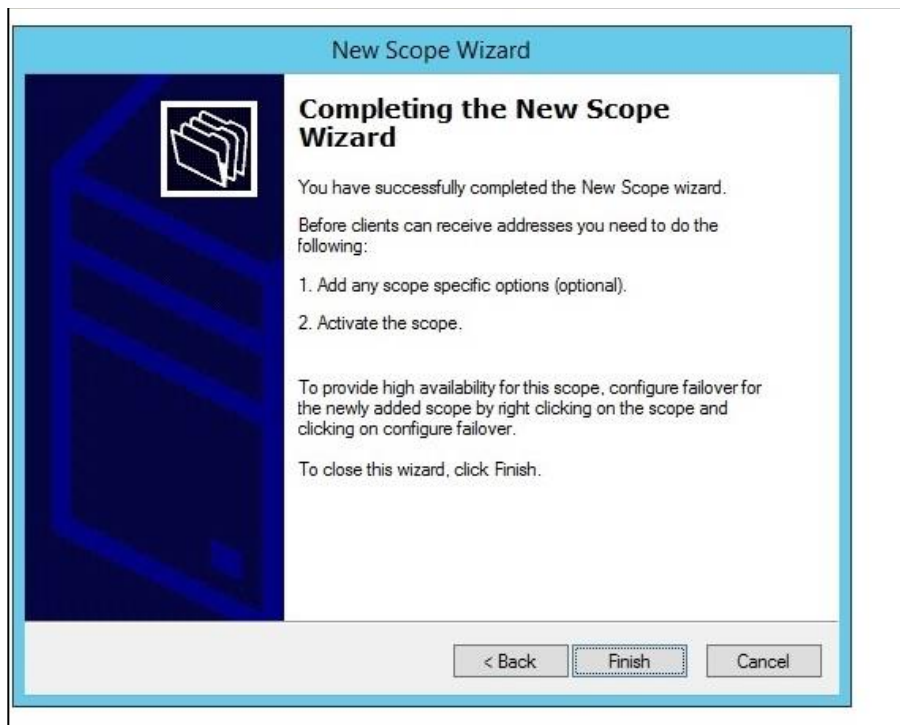 New Scope Wizard
Completing the New Scope
Wizard
You have successfully completed the New Scope wizard.
Before clients can receive addresses you need to do the
following:
1. Add any scope specific options (optional).
2. Activate the scope.
To provide high availability for this scope, configure failover for
the newly added scope by right clicking on the scope and
clicking on configure failover.
To close this wizard, click Finish.
< Back
Finish
Cancel